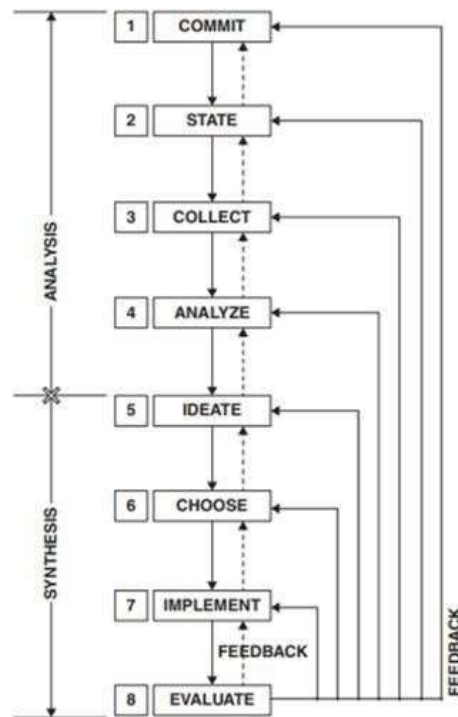 1 COMMIT
2 STATE
3 COLLECT
ANALYSIS
4 ANALYZE
5 IDEATE
6 CHOOSE
SYNTHESIS
7 IMPLEMENT
FEEDBACK
FEEDBACK
8 EVALUATE